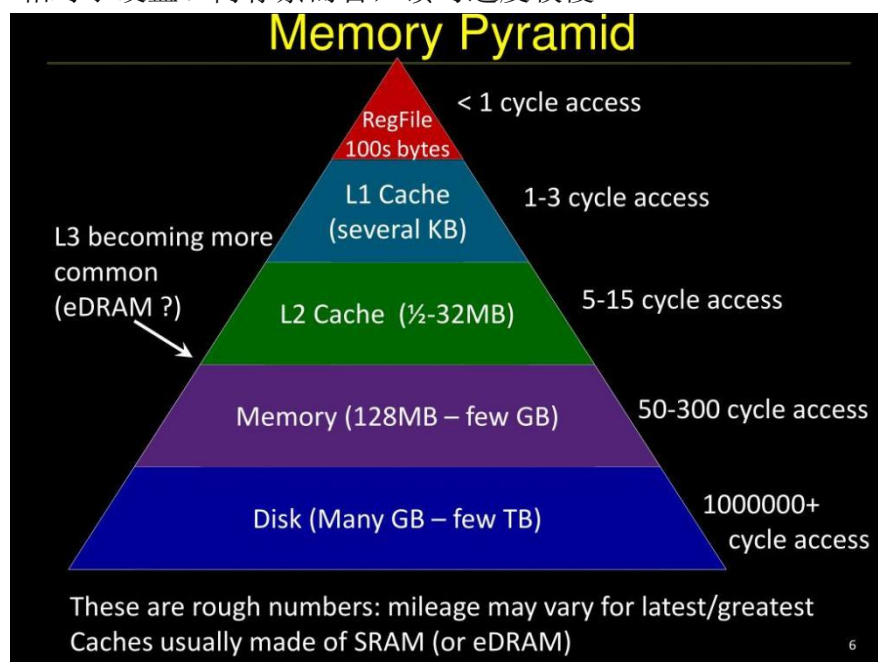 Memory Pyramid
RegFile
100s bytes
< 1 cycle access
L1 Cache
(several KB)
1-3 cycle access
L3 becoming more
common
(eDRAM ?)
L2 Cache (½-32MB)
5-15 cycle access
Memory (128MB – few GB)
50-300 cycle access
Disk (Many GB – few TB)
1000000+
cycle access
These are rough numbers: mileage may vary for latest/greatest
Caches usually made of SRAM (or eDRAM)
6